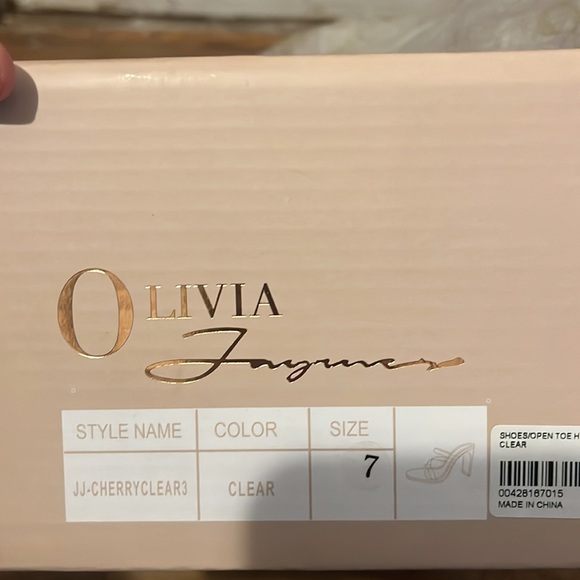 OLIVIA
Jaymes
STYLE NAME COLOR SIZE
JJ-CHERRYCLEAR3 CLEAR 7
SHOES/OPEN TOE H
CLEAR
00428167015
MADE IN CHINA